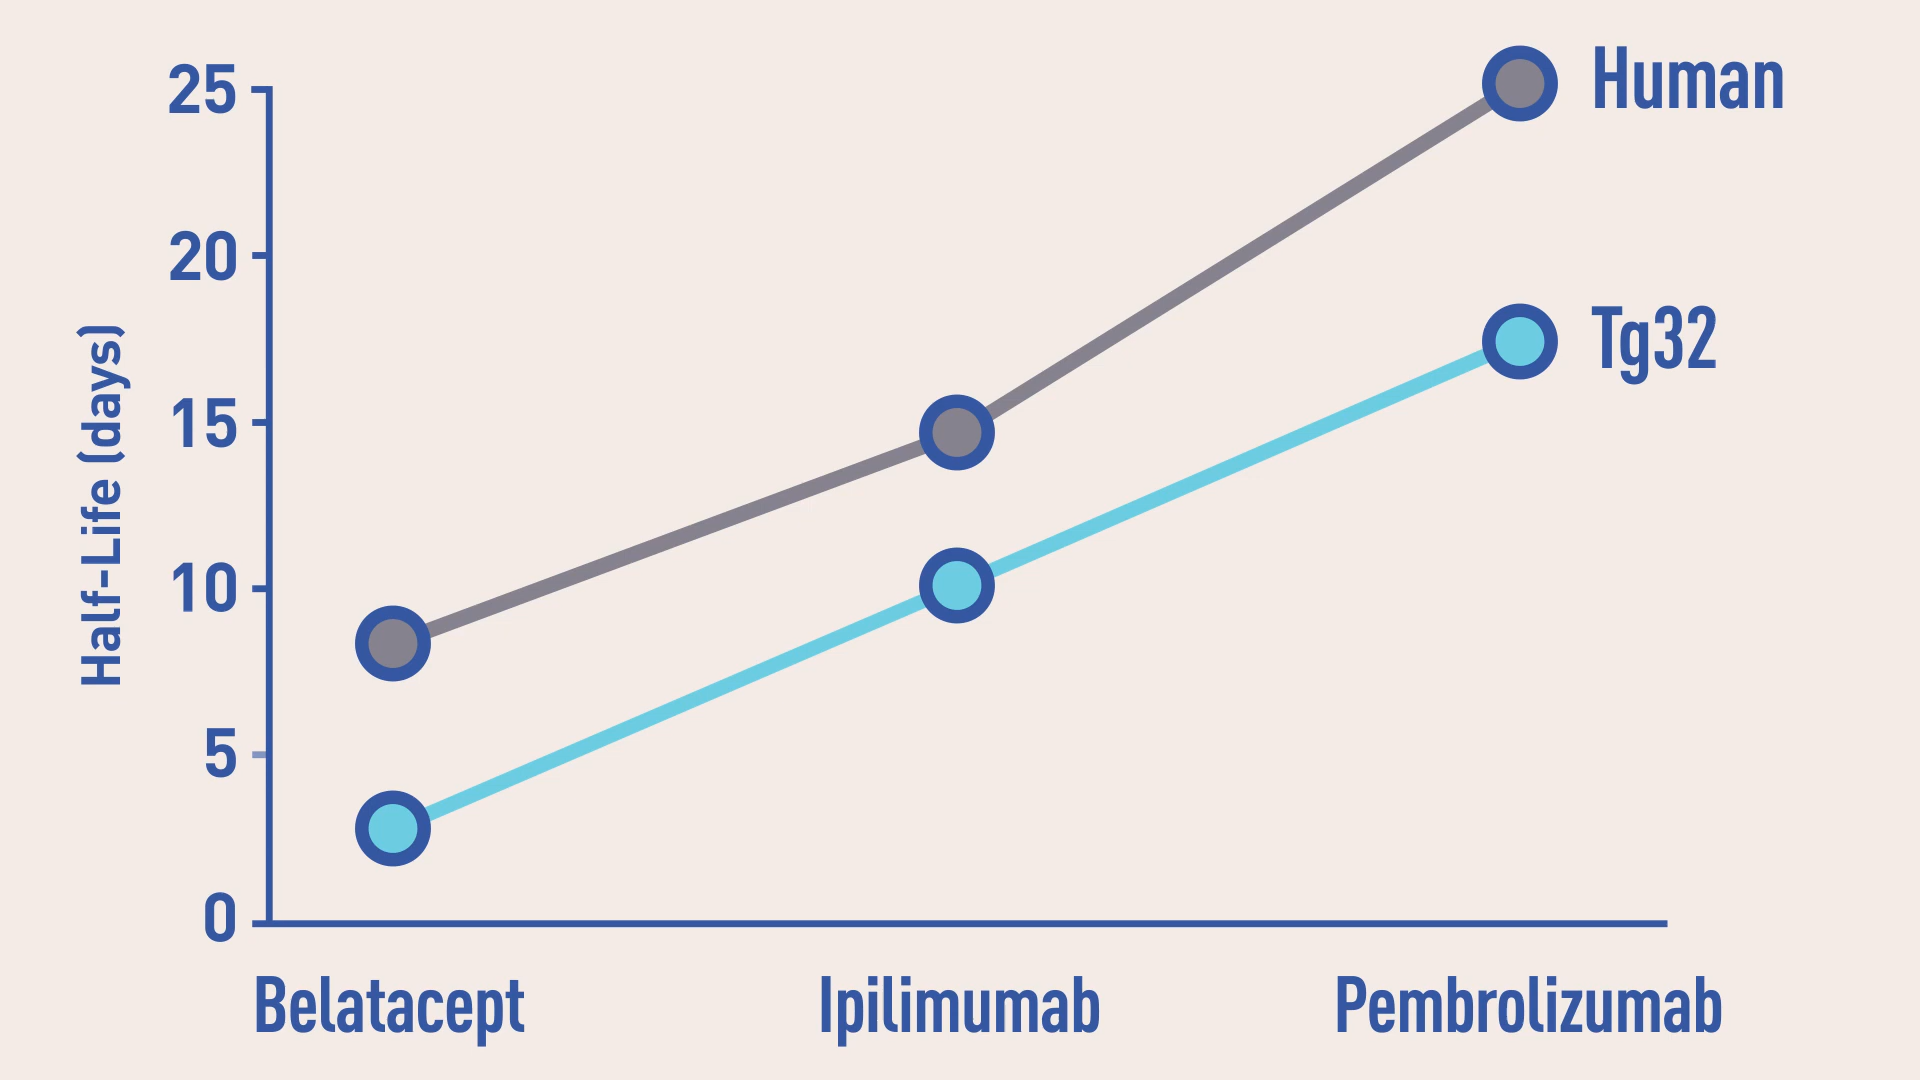 Human
Tg32
25
20
15
10
5
0
Half-Life (days)
Belatacept
Ipilimumab
Pembrolizumab